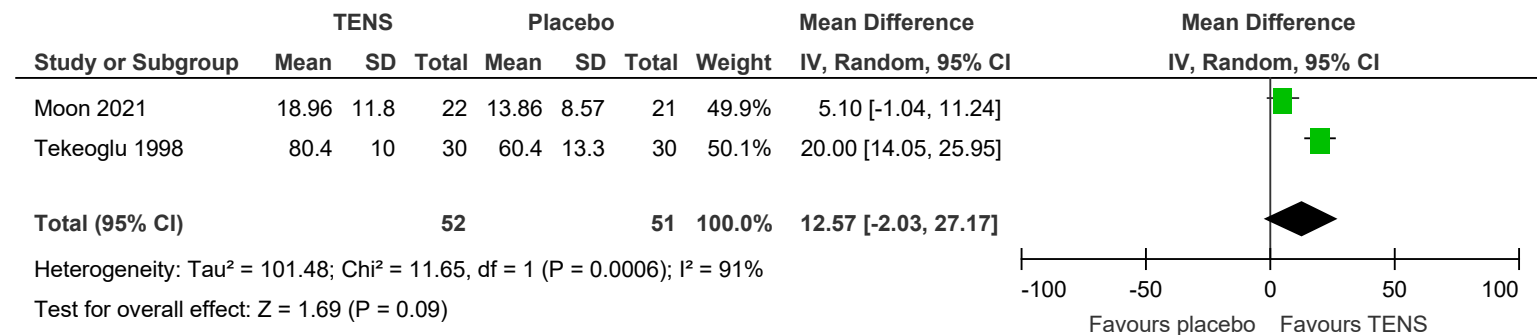 TENS Placebo Mean Difference Mean Difference
Study or Subgroup Mean SD Total Mean SD Total Weight IV, Random, 95% CI IV, Random, 95% CI
Moon 2021 18.96 11.8 22 13.86 8.57 21 49.9% 5.10 [-1.04, 11.24]
Tekeoglu 1998 80.4 10 30 60.4 13.3 30 50.1% 20.00 [14.05, 25.95]
Total (95% CI) 52 51 100.0% 12.57 [-2.03, 27.17]
Heterogeneity: Tau² = 101.48; Chi² = 11.65, df = 1 (P = 0.0006); I² = 91%
Test for overall effect: Z = 1.69 (P = 0.09)
-100 -50 0 50 100
Favours placebo Favours TENS